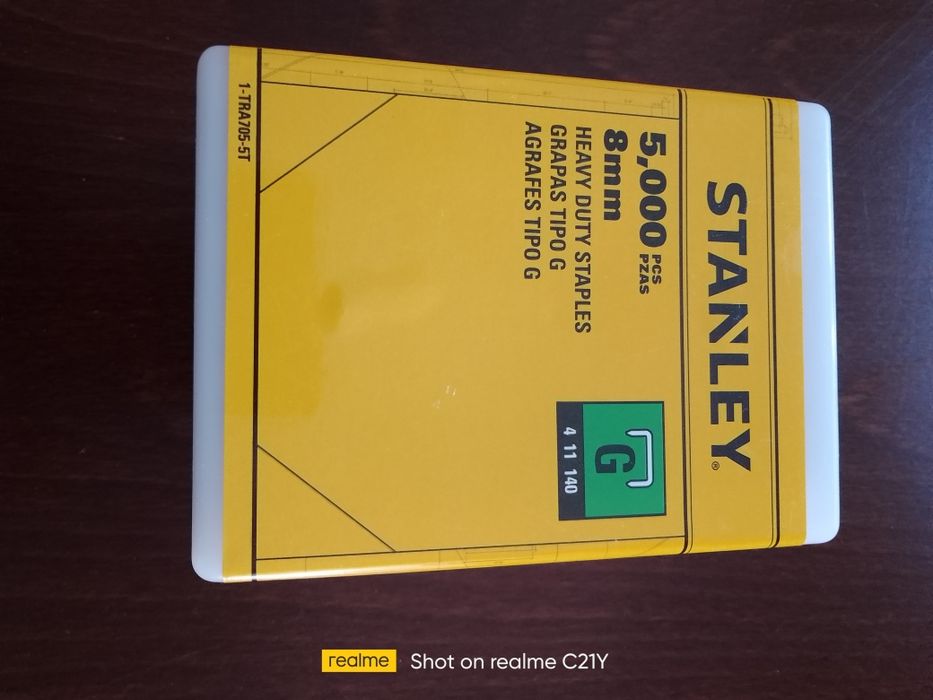 STANLEY®
5,000 PCS PZAS
8mm
HEAVY DUTY STAPLES
GRAPAS TIPO G
AGRAFES TIPO G
G
4 11 140
1-TRA705-5T
realme Shot on realme C21Y